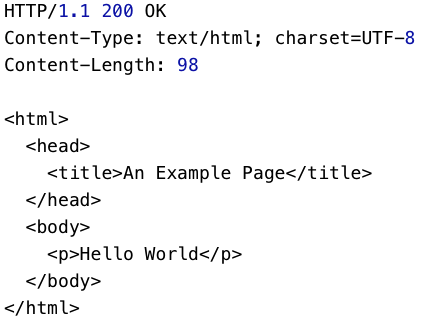 HTTP/1.1 200 OK
Content-Type: text/html; charset=UTF-8
Content-Length: 98

<html>
  <head>
    <title>An Example Page</title>
  </head>
  <body>
    <p>Hello World</p>
  </body>
</html>